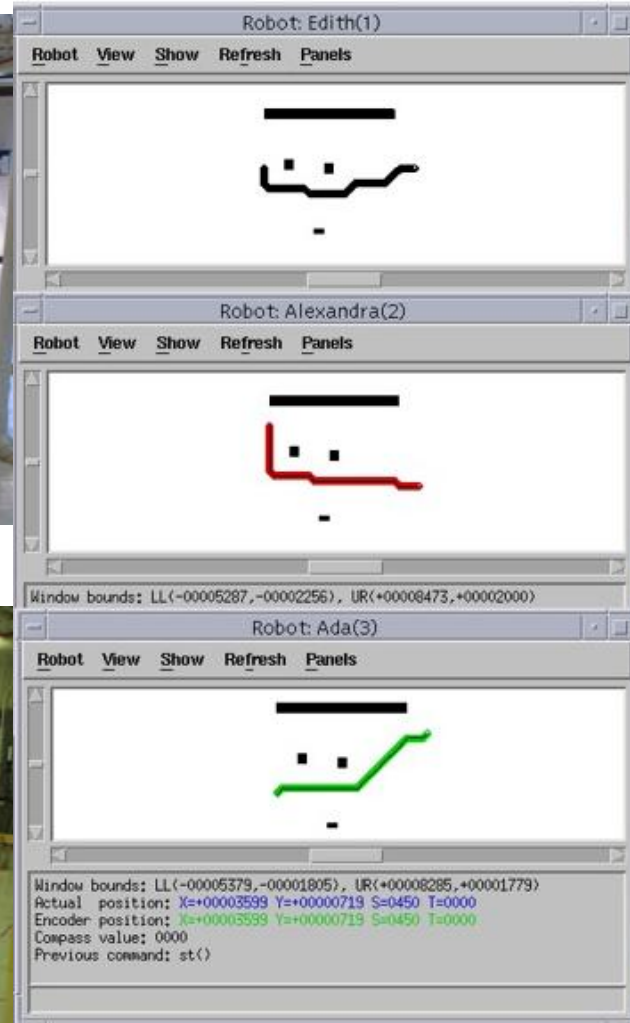 Robot: Edith(1)
Robot View Show Refresh Panels
Robot: Alexandra(2)
Robot View Show Refresh Panels
Window bounds: LL(-00005287,-00002256), UR(+00008473,+00002000)
Robot: Ada(3)
Robot View Show Refresh Panels
Window bounds: LL(-00005379,-00001805), UR(+00008285,+00001779)
Actual position: X=+00003599 Y=+00000719 S=0450 T=0000
Encoder position: X=+00003599 Y=+00000719 S=0450 T=0000
Compass value: 0000
Previous command: st()